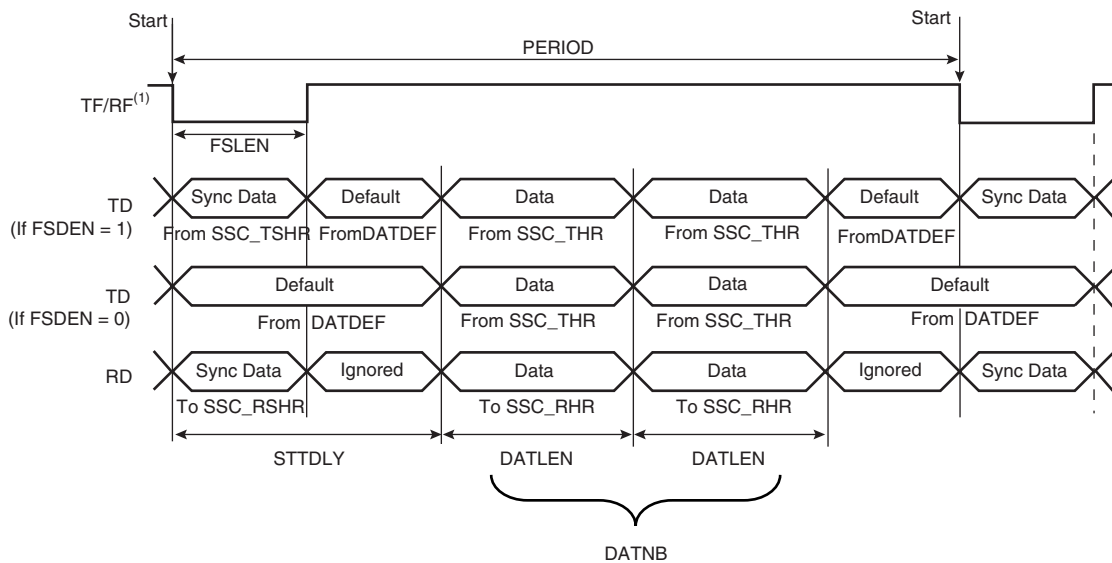 Start Start
PERIOD
TF/RF(1)
FSLEN
TD
(If FSDEN = 1)
Sync Data Default Data Data Default Sync Data
From SSC_TSHR FromDATDEF From SSC_THR From SSC_THR FromDATDEF
TD
(If FSDEN = 0)
Default Data Data Default
From DATDEF From SSC_THR From SSC_THR From DATDEF
RD
Sync Data Ignored Data Data Ignored Sync Data
To SSC_RSHR To SSC_RHR To SSC_RHR
STTDLY DATLEN DATLEN
DATNB